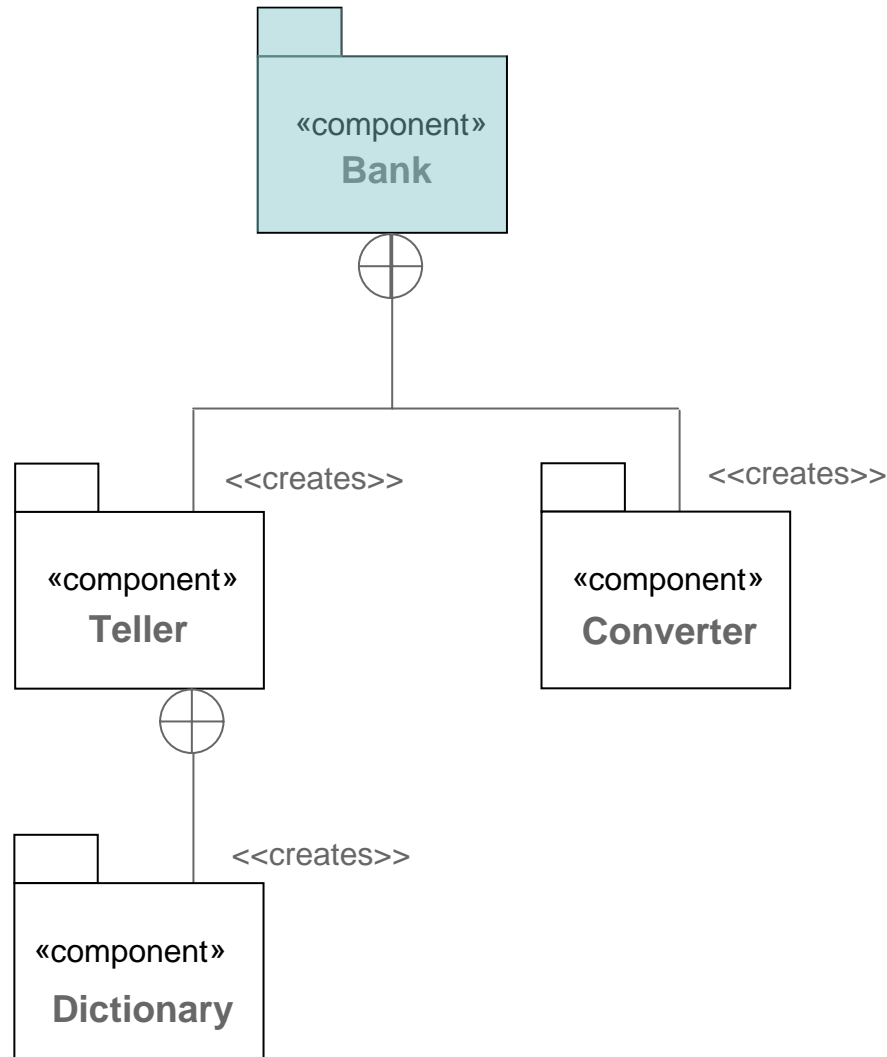 «component»
Bank
<<creates>>
<<creates>>
«component»
Teller
«component»
Converter
<<creates>>
«component»
Dictionary